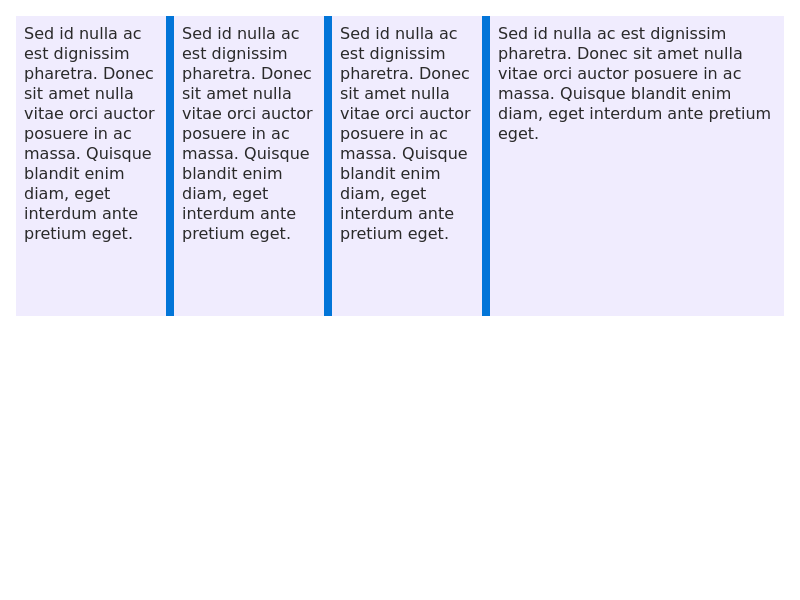 Sed id nulla ac
est dignissim
pharetra. Donec
sit amet nulla
vitae orci auctor
posuere in ac
massa. Quisque
blandit enim
diam, eget
interdum ante
pretium eget.
Sed id nulla ac
est dignissim
pharetra. Donec
sit amet nulla
vitae orci auctor
posuere in ac
massa. Quisque
blandit enim
diam, eget
interdum ante
pretium eget.
Sed id nulla ac
est dignissim
pharetra. Donec
sit amet nulla
vitae orci auctor
posuere in ac
massa. Quisque
blandit enim
diam, eget
interdum ante
pretium eget.
Sed id nulla ac est dignissim
pharetra. Donec sit amet nulla
vitae orci auctor posuere in ac
massa. Quisque blandit enim
diam, eget interdum ante pretium
eget.